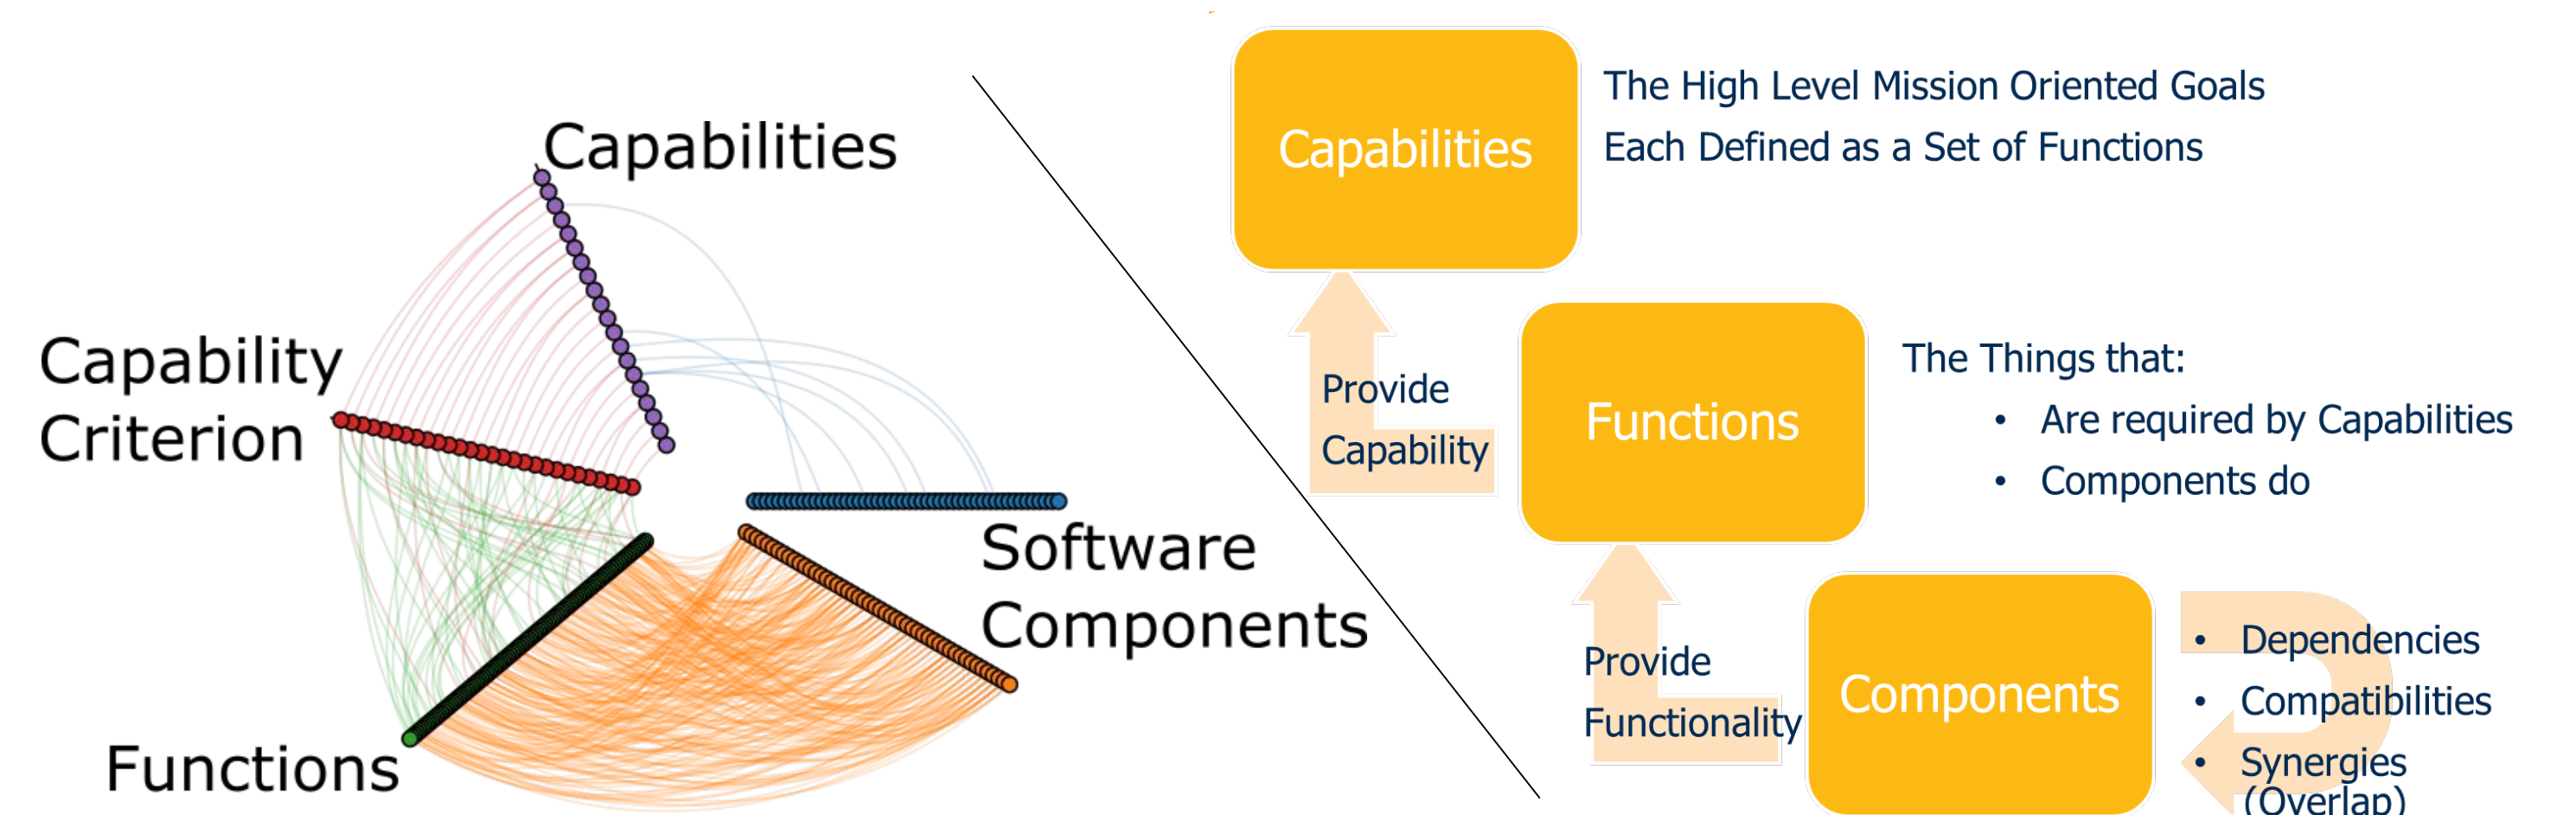 Capabilities
Capability
Criterion
Functions
Software
Components
Capabilities
The High Level Mission Oriented Goals
Each Defined as a Set of Functions
Provide
Capability
Functions
The Things that:
• Are required by Capabilities
• Components do
Provide
Functionality
Components
• Dependencies
• Compatibilities
• Synergies
(Overlap)